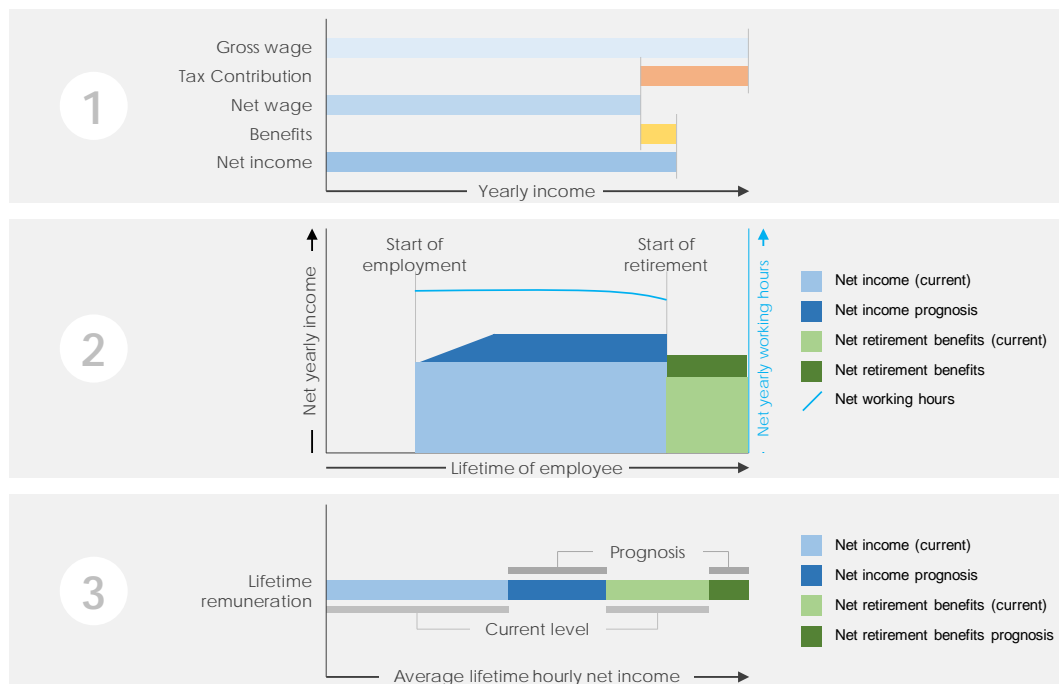 1
Gross wage
Tax Contribution
Net wage
Benefits
Net income
Yearly income
2
Net yearly income
Start of
employment
Start of
retirement
Net yearly working hours
Lifetime of employee
Net income (current)
Net income prognosis
Net retirement benefits (current)
Net retirement benefits
Net working hours
3
Lifetime
remuneration
Prognosis
Current level
Average lifetime hourly net income
Net income (current)
Net income prognosis
Net retirement benefits (current)
Net retirement benefits prognosis